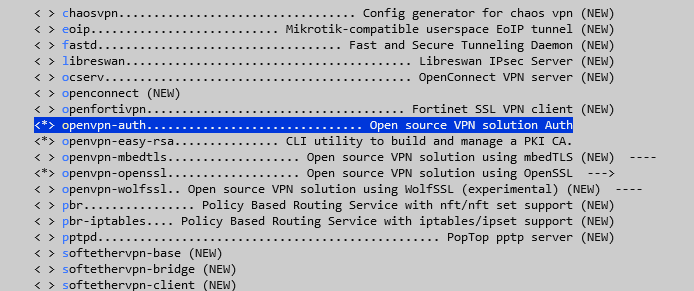 < > chaosvpn................................... Config generator for chaos vpn (NEW)
< > eoip........................... Mikrotik-compatible userspace EoIP tunnel (NEW)
< > fastd....................................... Fast and Secure Tunneling Daemon (NEW)
< > libreswan......................................... Libreswan IPsec Server (NEW)
< > ocserv............................................. OpenConnect VPN server (NEW)
< > openconnect (NEW)
< > openfortivpn...................................... Fortinet SSL VPN client (NEW)
<*> openvpn-auth................................ Open source VPN solution Auth
<*> openvpn-easy-rsa.................... CLI utility to build and manage a PKI CA.
< > openvpn-mbedtls.................... Open source VPN solution using mbedTLS (NEW)  ----
<*> openvpn-openssl.................... Open source VPN solution using OpenSSL  --->
< > openvpn-wolfssl.. Open source VPN solution using WolfSSL (experimental) (NEW)  ----
< > pbr................ Policy Based Routing Service with nft/nft set support (NEW)
< > pbr-iptables.... Policy Based Routing Service with iptables/ipset support (NEW)
< > pptpd.................................................. PopTop pptp server (NEW)
< > softethervpn-base (NEW)
< > softethervpn-bridge (NEW)
< > softethervpn-client (NEW)